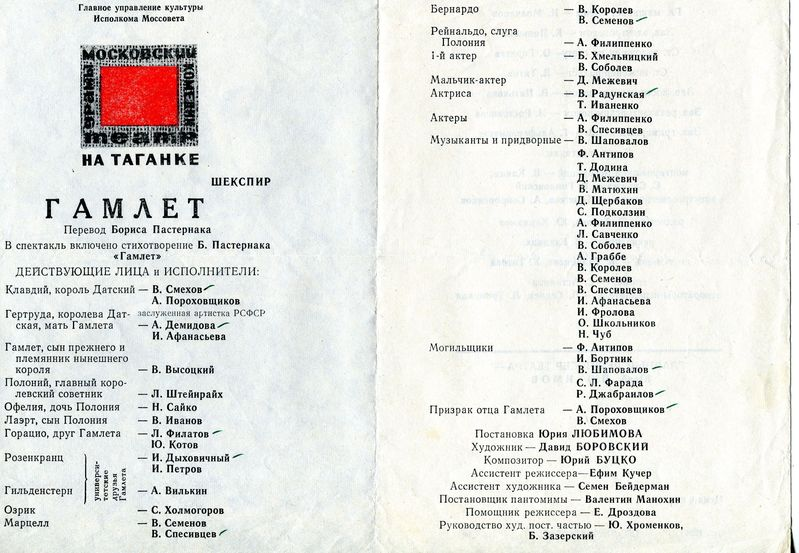 Главное управление культуры
Исполкома Моссовета
МОСКОВСКИЙ
театр
драмы
комедии
НА ТАГАНКЕ
ШЕКСПИР
ГАМЛЕТ
Перевод Бориса Пастернака
В спектакль включено стихотворение Б. Пастернака
«Гамлет»
ДЕЙСТВУЮЩИЕ ЛИЦА и ИСПОЛНИТЕЛИ:
Клавдий, король Датский — В. Смехов
А. Пороховщиков
Гертруда, королева Дат- заслуженная артистка РСФСР
ская, мать Гамлета — А. Демидова
И. Афанасьева
Гамлет, сын прежнего и
племянник нынешнего
короля — В. Высоцкий
Полоний, главный коро-
левский советник — Л. Штейнрайх
Офелия, дочь Полония — Н. Сайко
Лаэрт, сын Полония — В. Иванов
Горацио, друг Гамлета — Л. Филатов
Ю. Котов
Розенкранц — И. Дыховичный
И. Петров
универси-
тетские
друзья
Гамлета
Гильденстерн — А. Вилькин
Озрик — С. Холмогоров
Марцелл — В. Семенов
В. Спесивцев
Бернардо — В. Королев
В. Семенов
Рейнальдо, слуга
Полония — А. Филиппенко
1-й актер — Б. Хмельницкий
В. Соболев
Мальчик-актер — Д. Межевич
Актриса — В. Радунская
Т. Иваненко
Актеры — А. Филиппенко
В. Спесивцев
Музыканты и придворные — В. Шаповалов
Ф. Антипов
Т. Додина
Д. Межевич
В. Матюхин
Д. Щербаков
С. Подколзин
А. Филиппенко
Л. Савченко
В. Соболев
А. Граббе
В. Королев
В. Семенов
В. Спесивцев
И. Афанасьева
И. Фролова
О. Школьников
Н. Чуб
Могильщики — Ф. Антипов
И. Бортник
В. Шаповалов
С. Л. Фарада
Р. Джабраилов
Призрак отца Гамлета — А. Пороховщиков
В. Смехов
Постановка Юрия ЛЮБИМОВА
Художник — Давид БОРОВСКИЙ
Композитор — Юрий БУЦКО
Ассистент режиссера — Ефим Кучер
Ассистент художника — Семен Бейдерман
Постановщик пантомимы — Валентин Манохин
Помощник режиссера — Е. Дроздова
Руководство худ. пост. частью — Ю. Хроменков,
Б. Зазерский